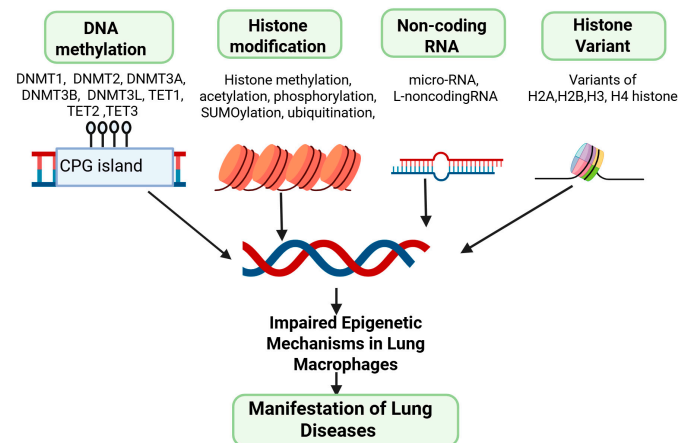 DNA
methylation
DNMT1, DNMT2, DNMT3A,
DNMT3B, DNMT3L, TET1,
TET2 ,TET3
CPG island
Histone
modification
Histone methylation,
acetylation, phosphorylation,
SUMOylation, ubiquitination,
Non-coding
RNA
micro-RNA,
L-noncodingRNA
Histone
Variant
Variants of
H2A,H2B,H3, H4 histone
Impaired Epigenetic
Mechanisms in Lung
Macrophages
Manifestation of Lung
Diseases